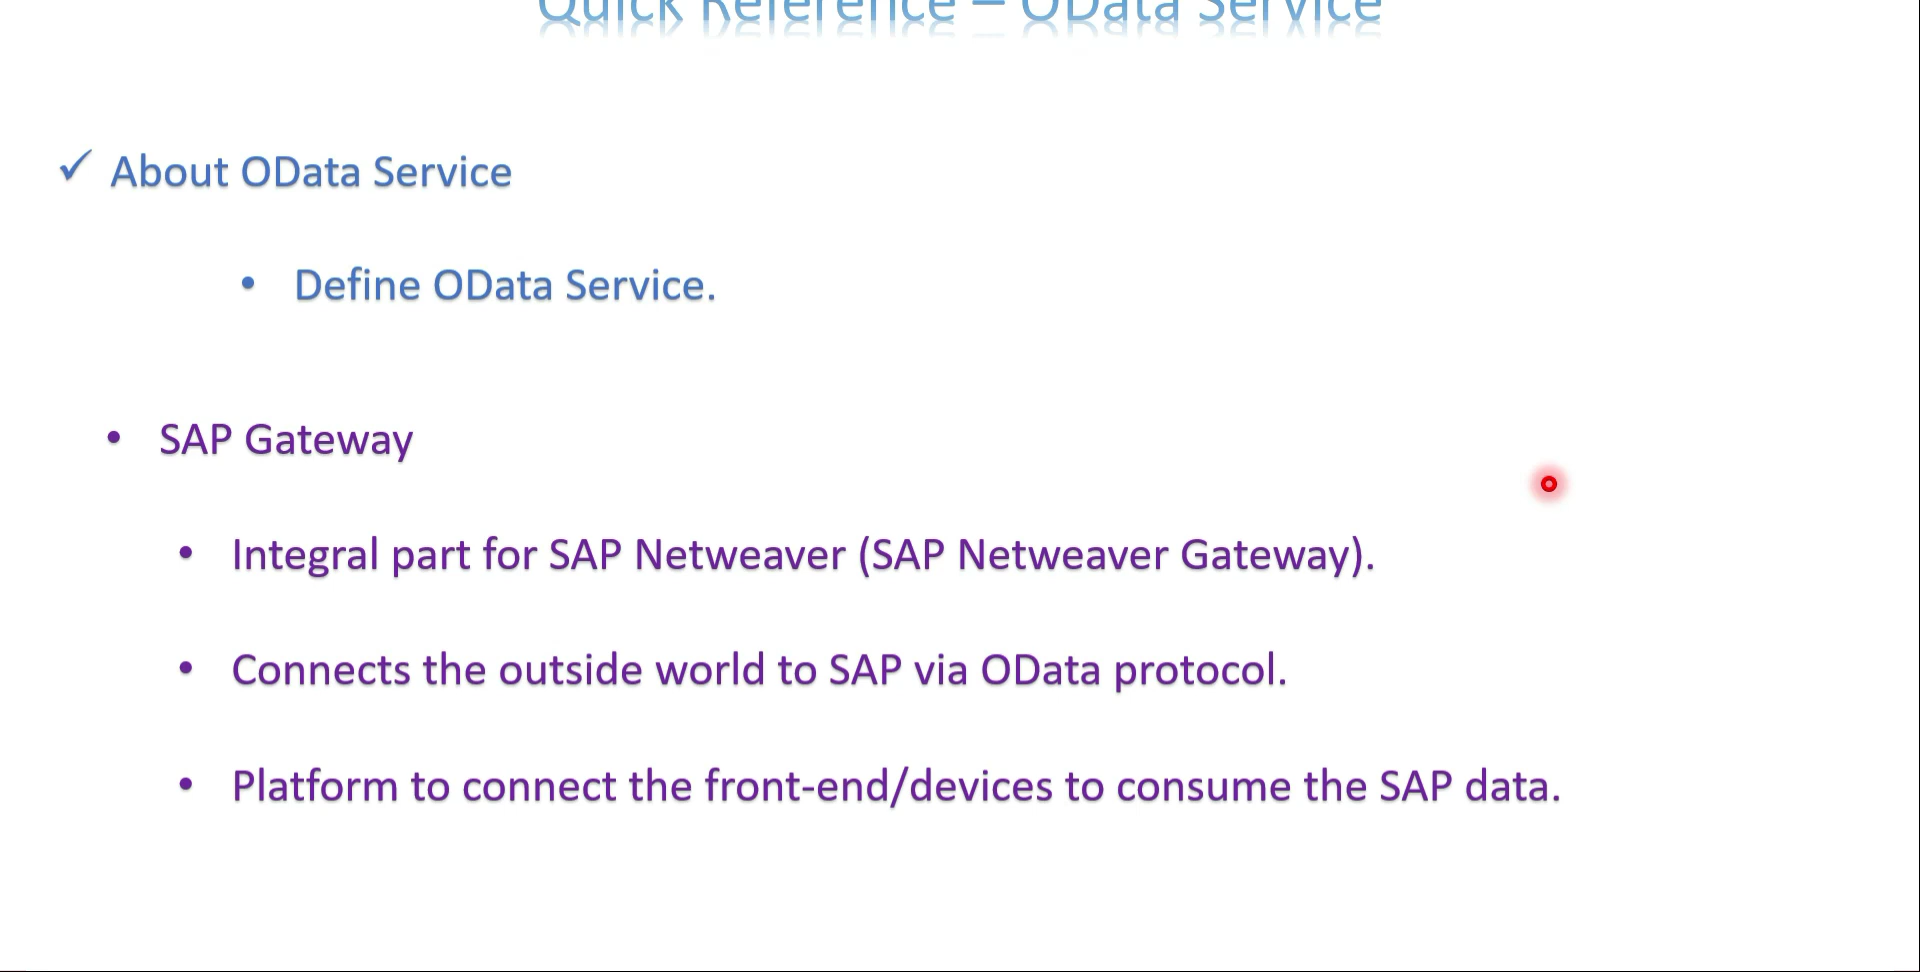 Quick Reference – OData Service
✓ About OData Service
• Define OData Service.
• SAP Gateway
• Integral part for SAP Netweaver (SAP Netweaver Gateway).
• Connects the outside world to SAP via OData protocol.
• Platform to connect the front-end/devices to consume the SAP data.